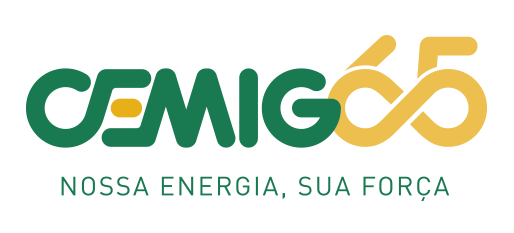 CEMIG65
NOSSA ENERGIA, SUA FORÇA